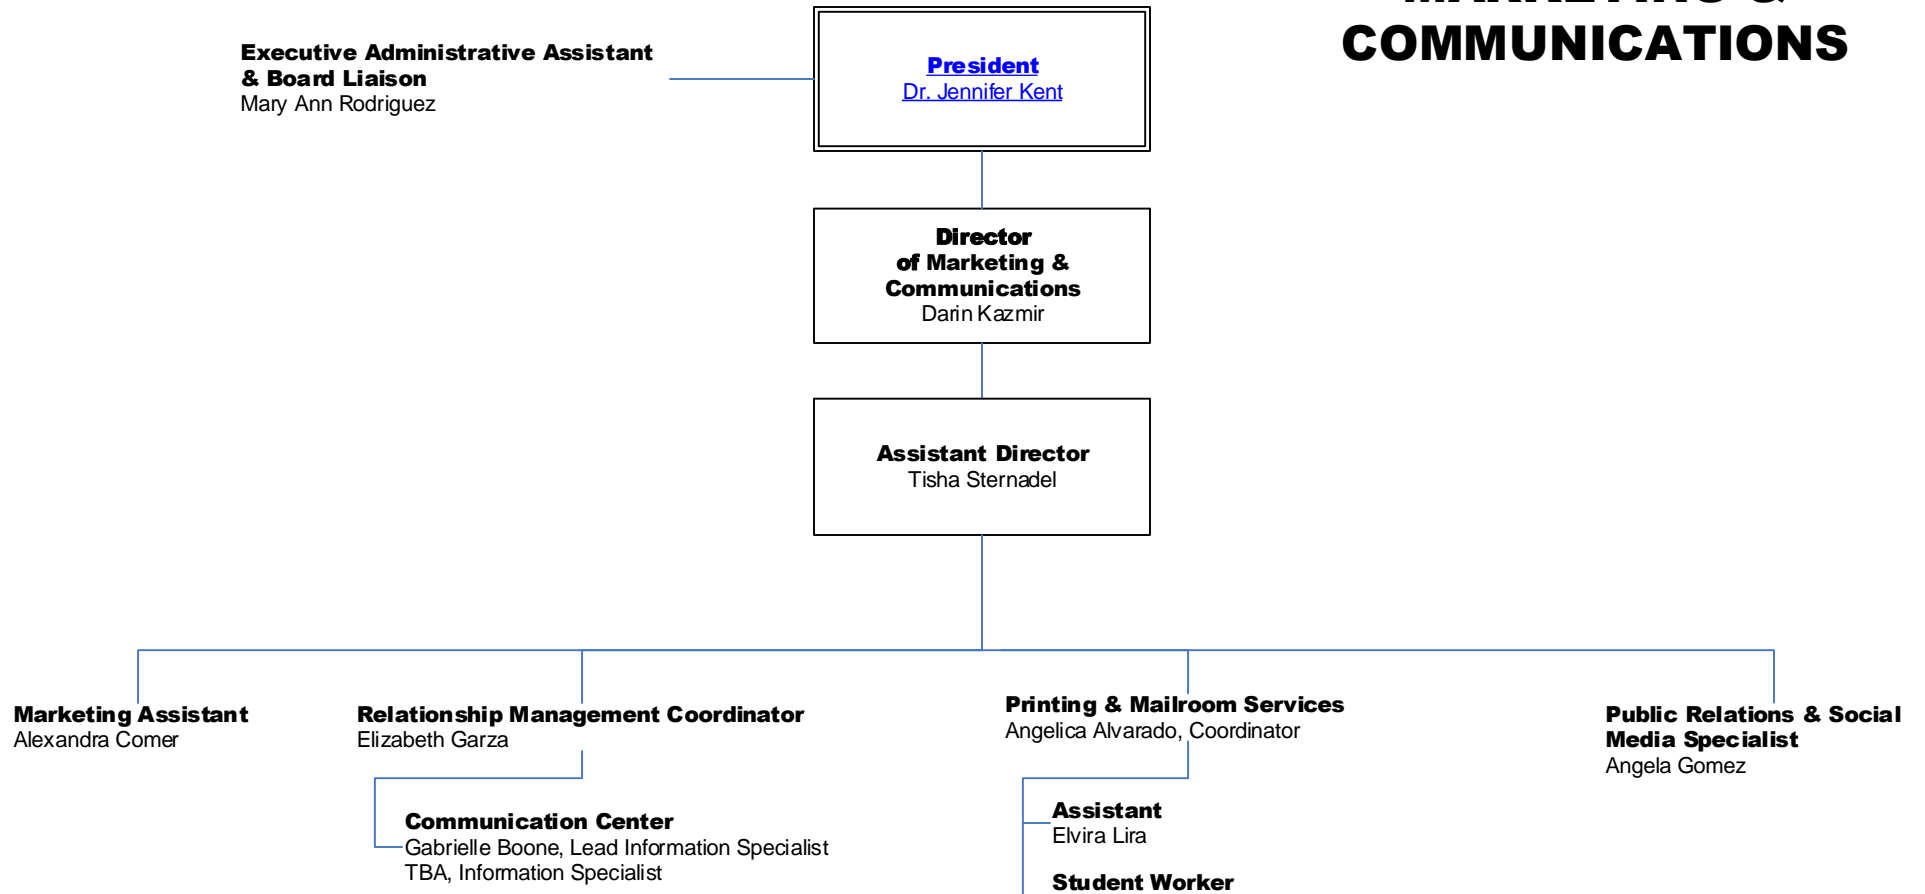 MARKETING &
COMMUNICATIONS
Executive Administrative Assistant
& Board Liaison
Mary Ann Rodriguez
President
Dr. Jennifer Kent
Director
of Marketing &
Communications
Darin Kazmir
Assistant Director
Tisha Sternadel
Marketing Assistant
Alexandra Comer
Relationship Management Coordinator
Elizabeth Garza
Communication Center
Gabrielle Boone, Lead Information Specialist
TBA, Information Specialist
Printing & Mailroom Services
Angelica Alvarado, Coordinator
Assistant
Elvira Lira
Student Worker
Public Relations & Social
Media Specialist
Angela Gomez